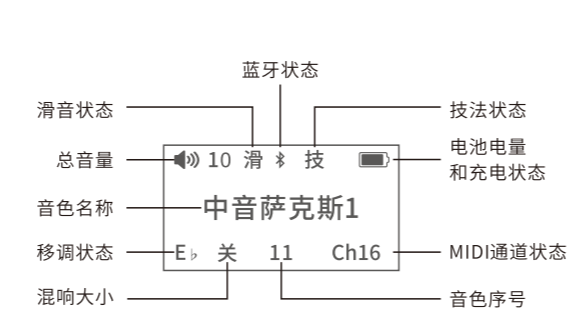 蓝牙状态
滑音状态
技法状态
总音量
10 滑 技
电池电量
和充电状态
音色名称
中音萨克斯1
移调状态
E♭ 关 11 Ch16
MIDI通道状态
混响大小
音色序号